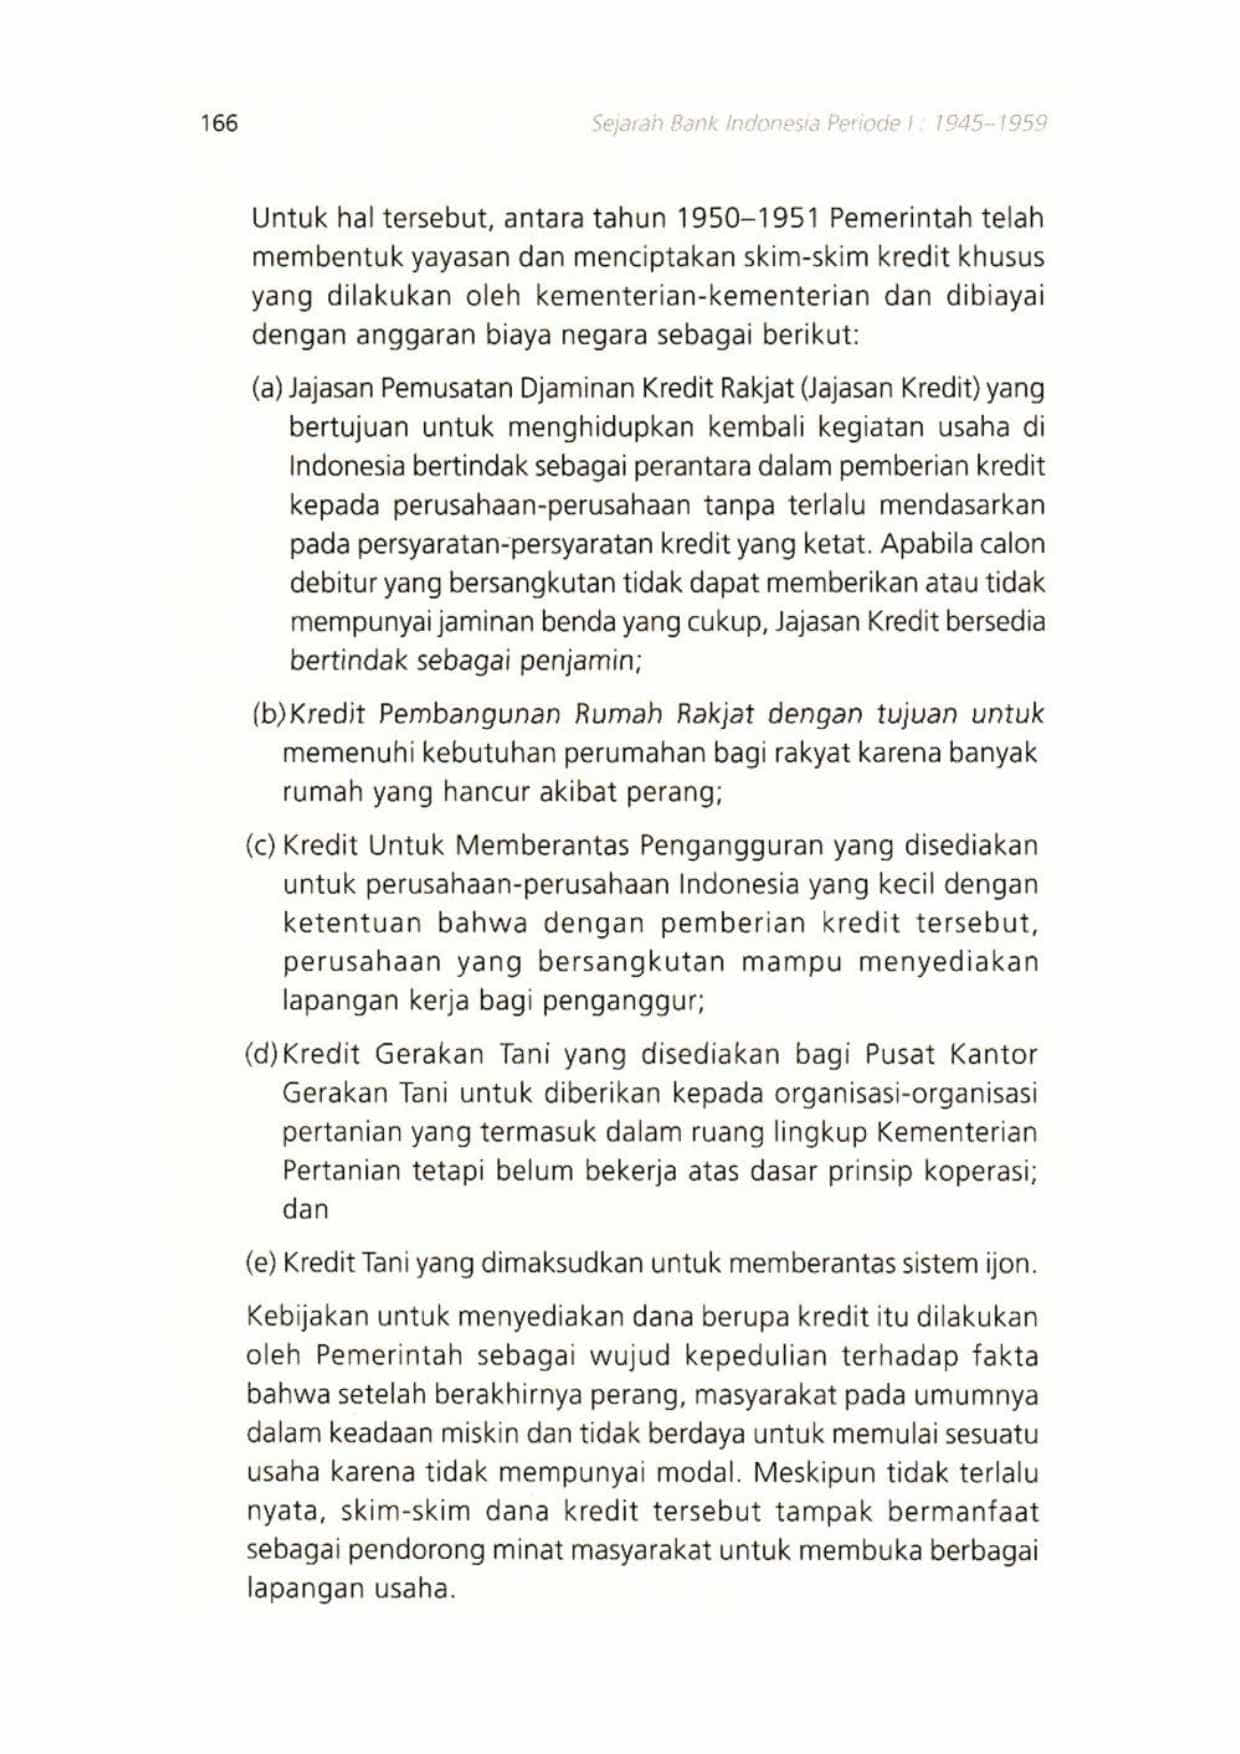 166
Sejarah Bank Indonesia Periode I : 1945–1959
Untuk hal tersebut, antara tahun 1950–1951 Pemerintah telah
membentuk yayasan dan menciptakan skim-skim kredit khusus
yang dilakukan oleh kementerian-kementerian dan dibiayai
dengan anggaran biaya negara sebagai berikut:
(a) Jajasan Pemusatan Djaminan Kredit Rakjat (Jajasan Kredit) yang
bertujuan untuk menghidupkan kembali kegiatan usaha di
Indonesia bertindak sebagai perantara dalam pemberian kredit
kepada perusahaan-perusahaan tanpa terlalu mendasarkan
pada persyaratan-persyaratan kredit yang ketat. Apabila calon
debitur yang bersangkutan tidak dapat memberikan atau tidak
mempunyai jaminan benda yang cukup, Jajasan Kredit bersedia
bertindak sebagai penjamin;
(b) Kredit Pembangunan Rumah Rakjat dengan tujuan untuk
memenuhi kebutuhan perumahan bagi rakyat karena banyak
rumah yang hancur akibat perang;
(c) Kredit Untuk Memberantas Pengangguran yang disediakan
untuk perusahaan-perusahaan Indonesia yang kecil dengan
ketentuan bahwa dengan pemberian kredit tersebut,
perusahaan yang bersangkutan mampu menyediakan
lapangan kerja bagi penganggur;
(d) Kredit Gerakan Tani yang disediakan bagi Pusat Kantor
Gerakan Tani untuk diberikan kepada organisasi-organisasi
pertanian yang termasuk dalam ruang lingkup Kementerian
Pertanian tetapi belum bekerja atas dasar prinsip koperasi;
dan
(e) Kredit Tani yang dimaksudkan untuk memberantas sistem ijon.
Kebijakan untuk menyediakan dana berupa kredit itu dilakukan
oleh Pemerintah sebagai wujud kepedulian terhadap fakta
bahwa setelah berakhirnya perang, masyarakat pada umumnya
dalam keadaan miskin dan tidak berdaya untuk memulai sesuatu
usaha karena tidak mempunyai modal. Meskipun tidak terlalu
nyata, skim-skim dana kredit tersebut tampak bermanfaat
sebagai pendorong minat masyarakat untuk membuka berbagai
lapangan usaha.